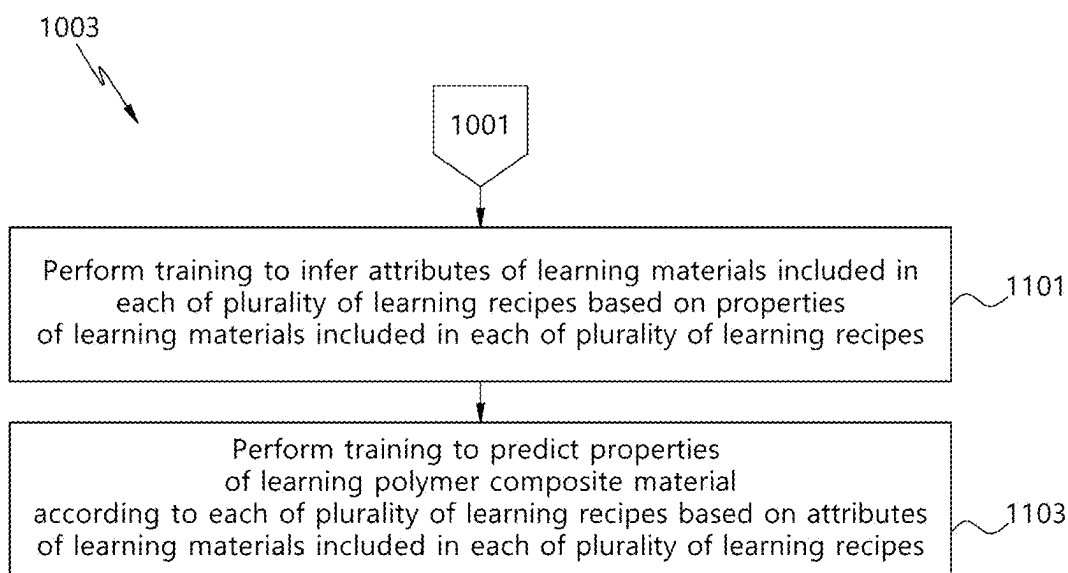 1003
1001
Perform training to infer attributes of learning materials included in
each of plurality of learning recipes based on properties
of learning materials included in each of plurality of learning recipes
1101
Perform training to predict properties
of learning polymer composite material
according to each of plurality of learning recipes based on attributes
of learning materials included in each of plurality of learning recipes
1103